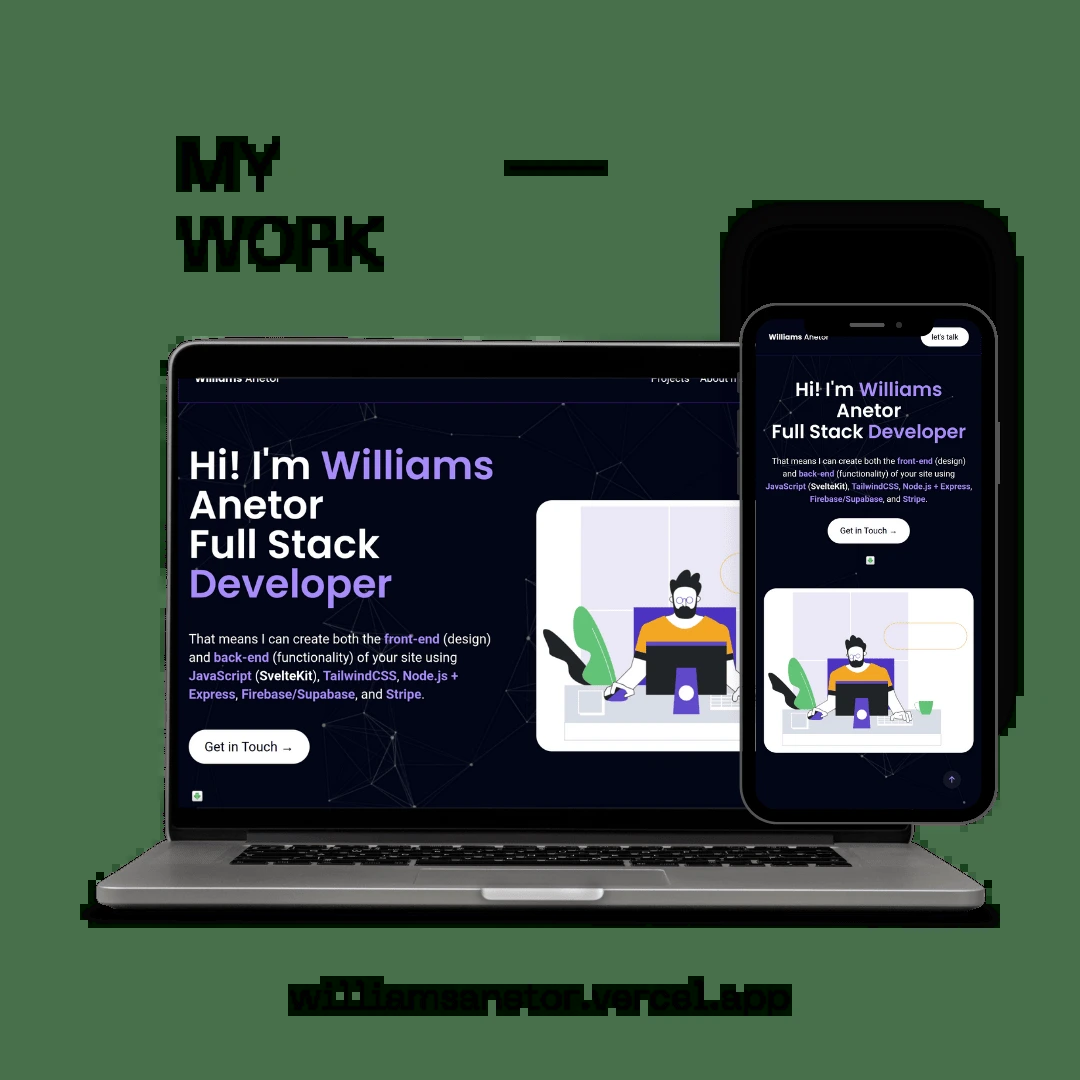 MY
WORK
Williams Anetor
Projects About m
Hi! I'm Williams
Anetor
Full Stack
Developer
That means I can create both the front-end (design)
and back-end (functionality) of your site using
JavaScript (SvelteKit), TailwindCSS, Node.js +
Express, Firebase/Supabase, and Stripe.
Get in Touch →
Williams Anetor
let's talk
Hi! I'm Williams
Anetor
Full Stack Developer
That means I can create both the front-end (design)
and back-end (functionality) of your site using
JavaScript (SvelteKit), TailwindCSS, Node.js + Express,
Firebase/Supabase, and Stripe.
Get in Touch →
williamsanetor.vercel.app